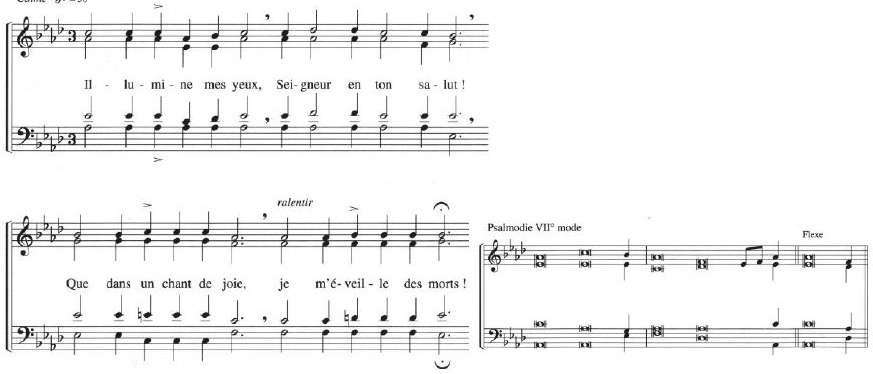 Il - lu - mi - ne mes yeux, Sei - gneur en ton sa - lut !
ralentir
Que dans un chant de joie, je m'é - veil - le des morts !
Psalmodie VII° mode
Flexe